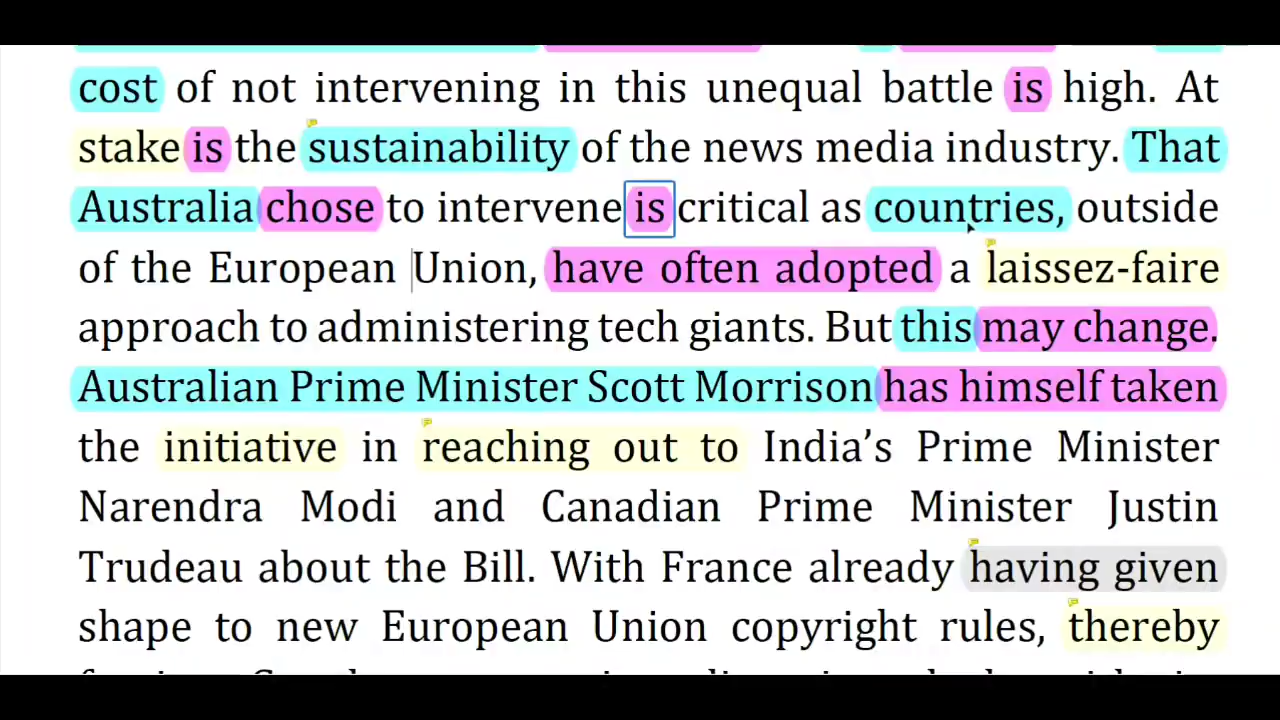 cost of not intervening in this unequal battle is high. At
stake is the sustainability of the news media industry. That
Australia chose to intervene is critical as countries, outside
of the European Union, have often adopted a laissez-faire
approach to administering tech giants. But this may change.
Australian Prime Minister Scott Morrison has himself taken
the initiative in reaching out to India's Prime Minister
Narendra Modi and Canadian Prime Minister Justin
Trudeau about the Bill. With France already having given
shape to new European Union copyright rules, thereby